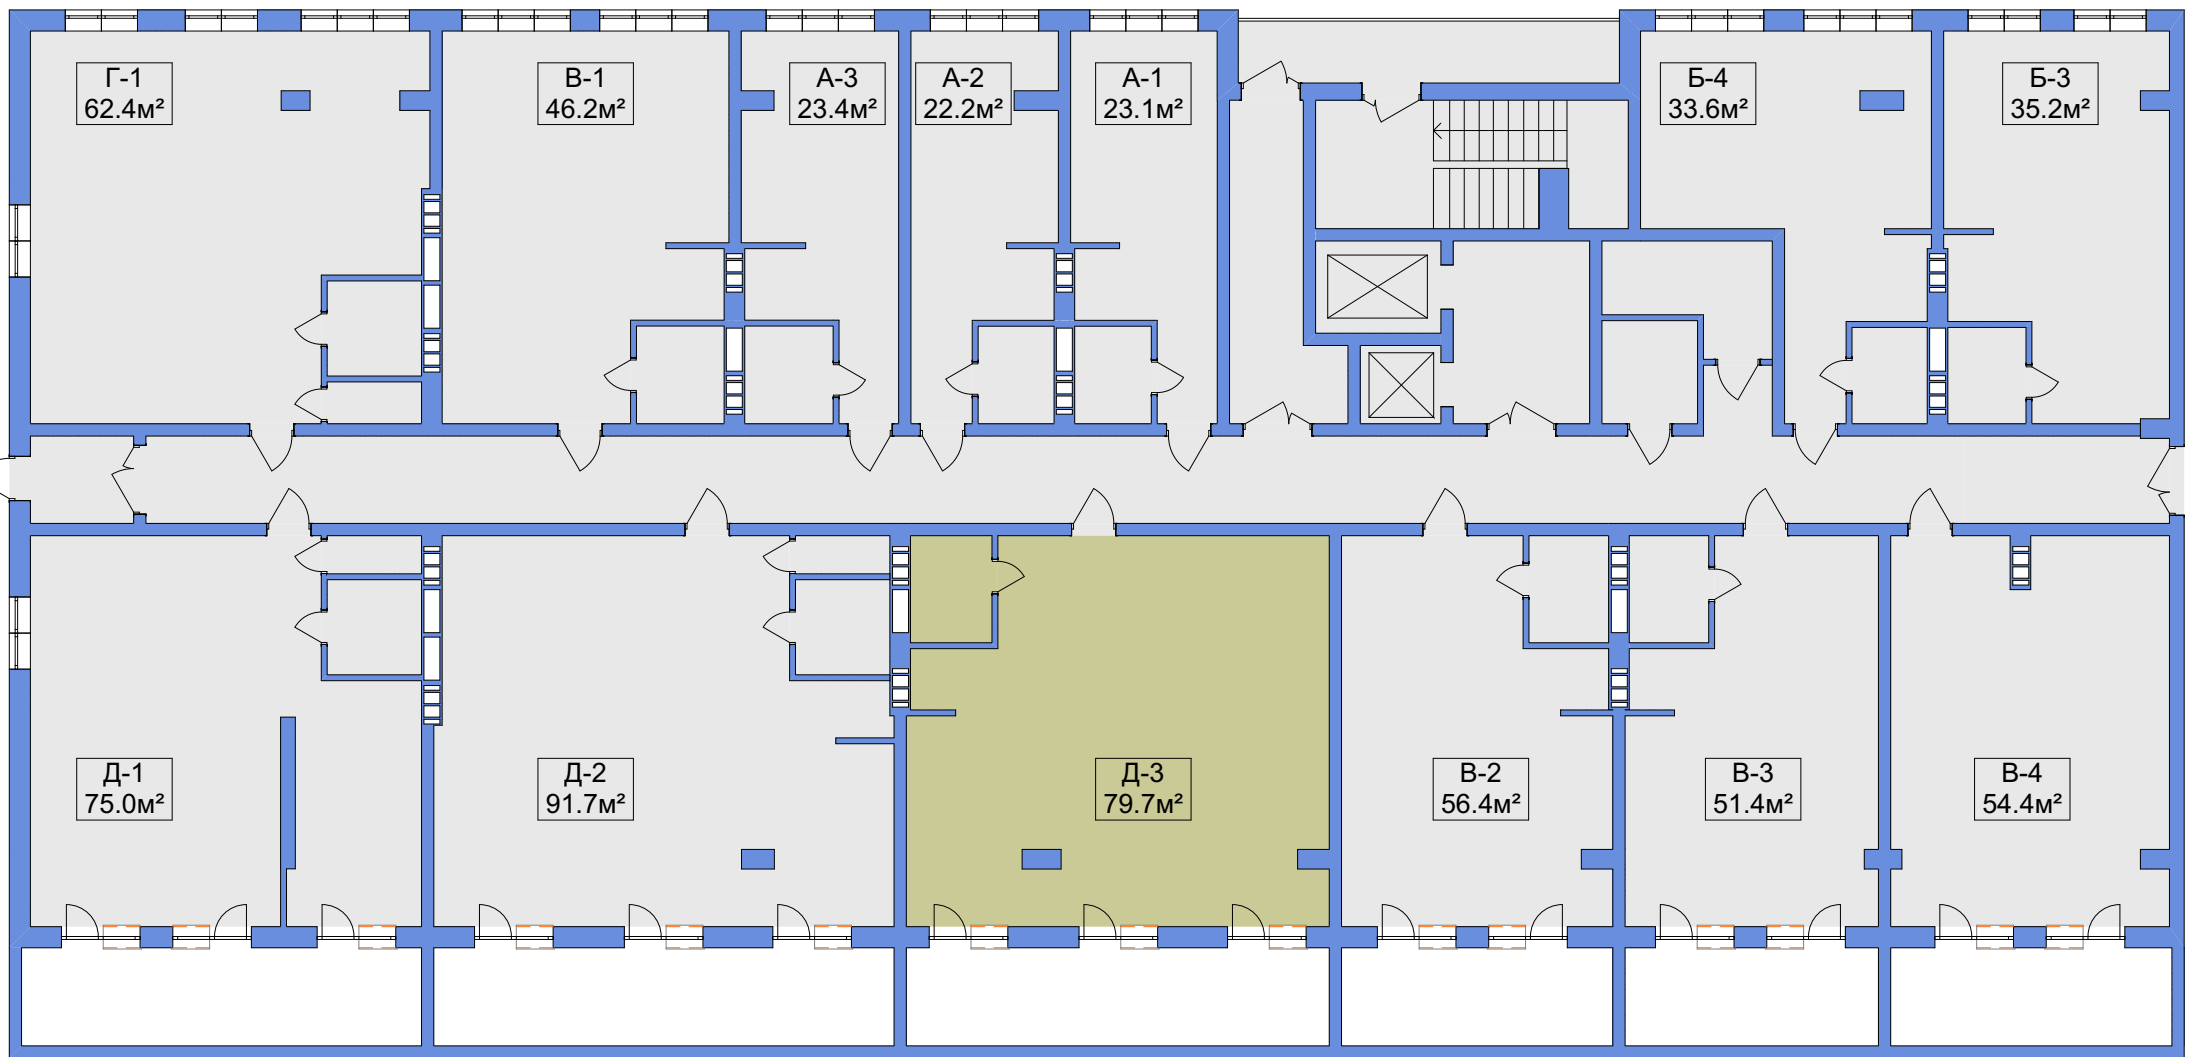 Г-1
62.4м²
В-1
46.2м²
А-3
23.4м²
А-2
22.2м²
А-1
23.1м²
Б-4
33.6м²
Б-3
35.2м²
Д-1
75.0м²
Д-2
91.7м²
Д-3
79.7м²
В-2
56.4м²
В-3
51.4м²
В-4
54.4м²